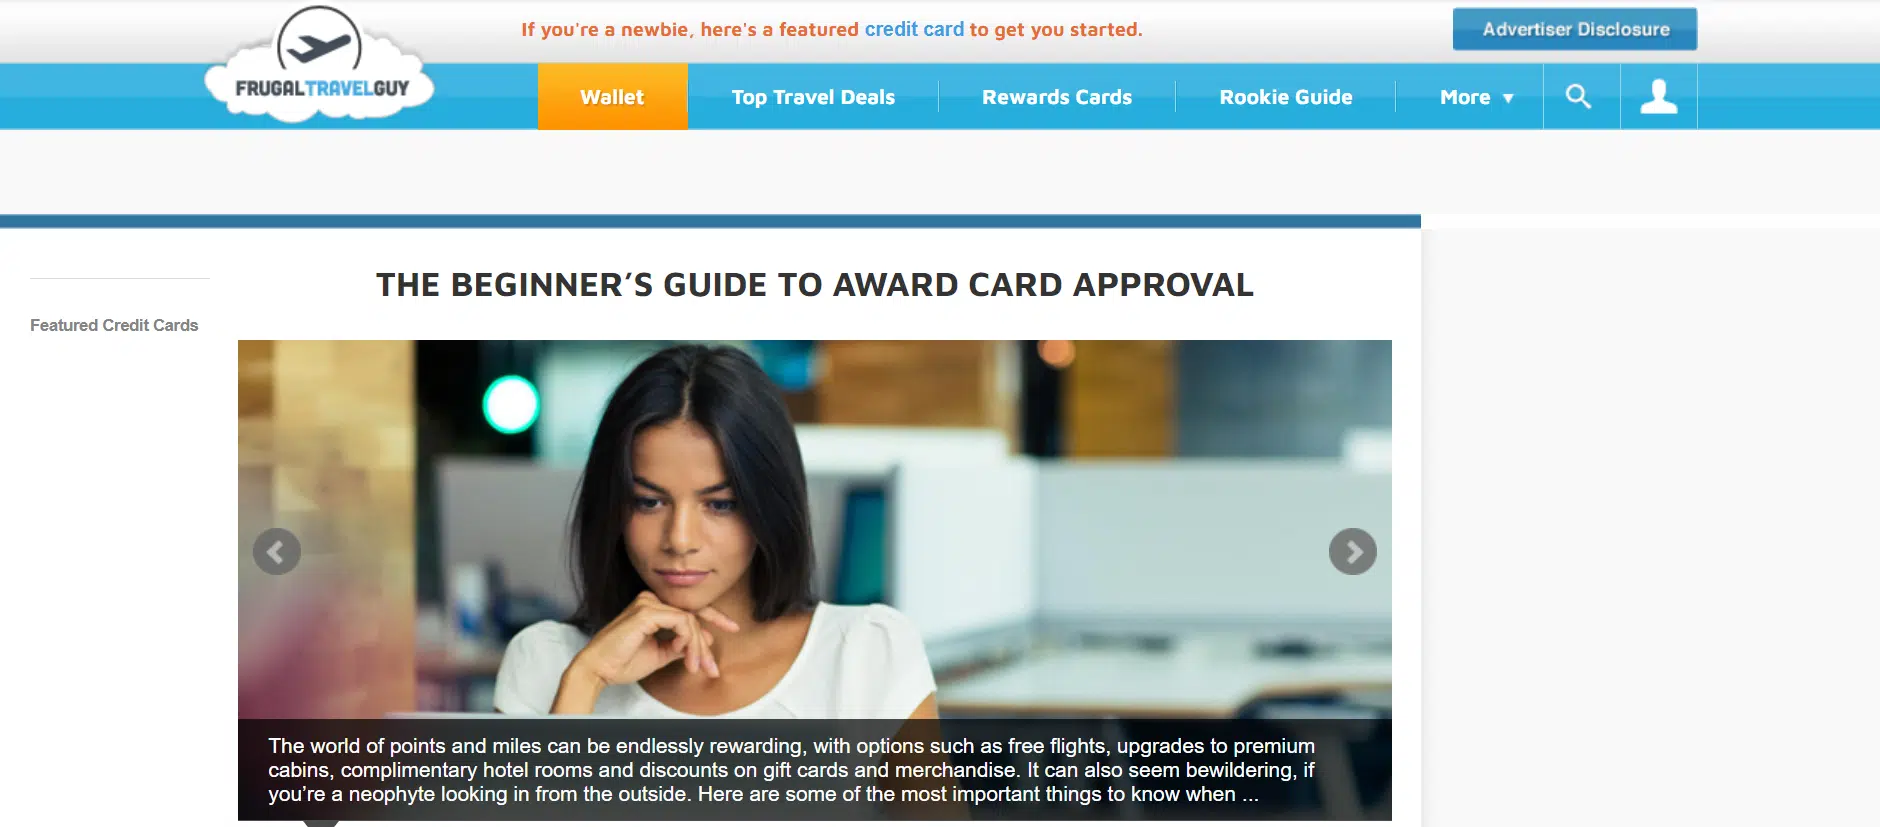 If you're a newbie, here's a featured credit card to get you started.
Advertiser Disclosure
FRUGALTRAVELGUY
Wallet
Top Travel Deals
Rewards Cards
Rookie Guide
More
THE BEGINNER’S GUIDE TO AWARD CARD APPROVAL
Featured Credit Cards
The world of points and miles can be endlessly rewarding, with options such as free flights, upgrades to premium
cabins, complimentary hotel rooms and discounts on gift cards and merchandise. It can also seem bewildering, if
you’re a neophyte looking in from the outside. Here are some of the most important things to know when ...